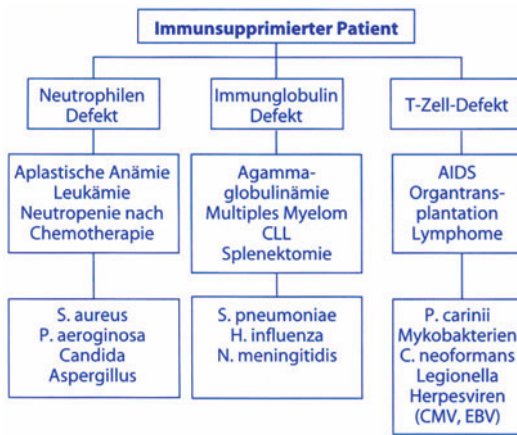 Immunsupprimierter Patient
Neutrophilen
Defekt
Immunglobulin
Defekt
T-Zell-Defekt
Aplastische Anämie
Leukämie
Neutropenie nach
Chemotherapie
Agamma-
globulinämie
Multiples Myelom
CLL
Splenektomie
AIDS
Organtrans-
plantation
Lymphome
S. aureus
P. aeroginosa
Candida
Aspergillus
S. pneumoniae
H. influenza
N. meningitidis
P. carinii
Mykobakterien
C. neoformans
Legionella
Herpesviren
(CMV, EBV)